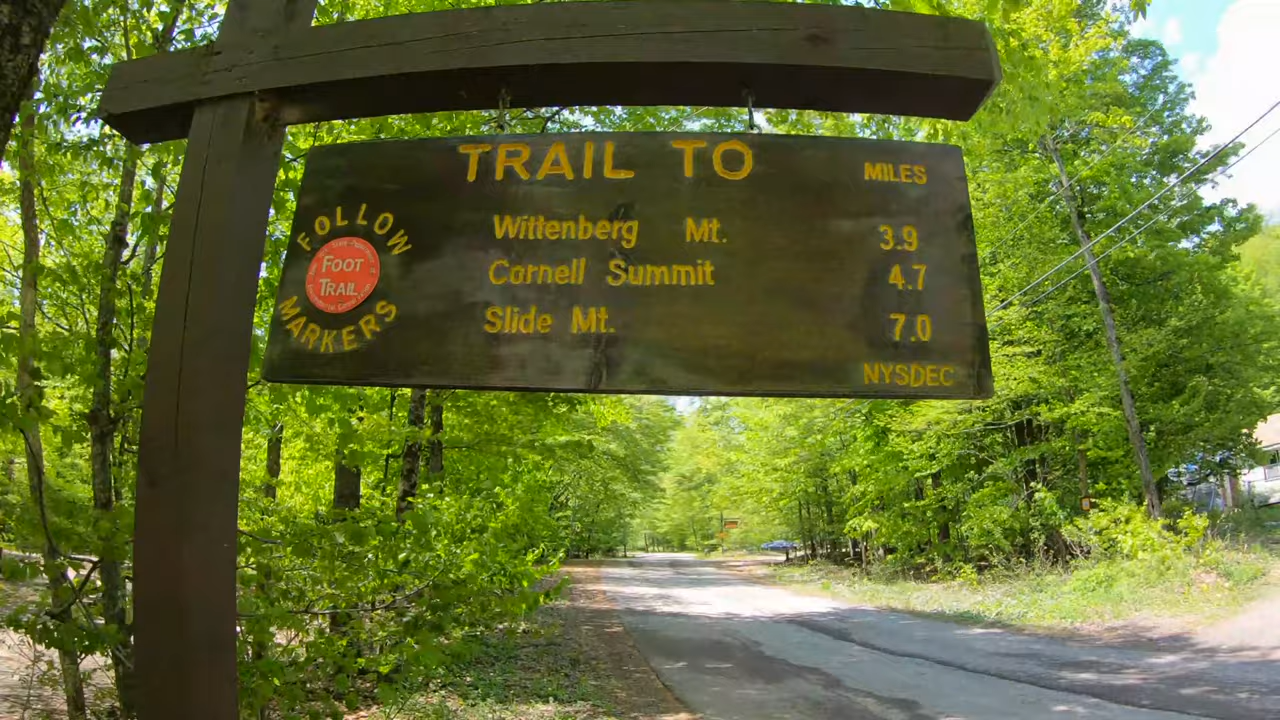 TRAIL TO
MILES
Wittenberg Mt. 3.9
Cornell Summit 4.7
Slide Mt. 7.0
NYSDEC
FOLLOW
FOOT
TRAIL
MARKERS